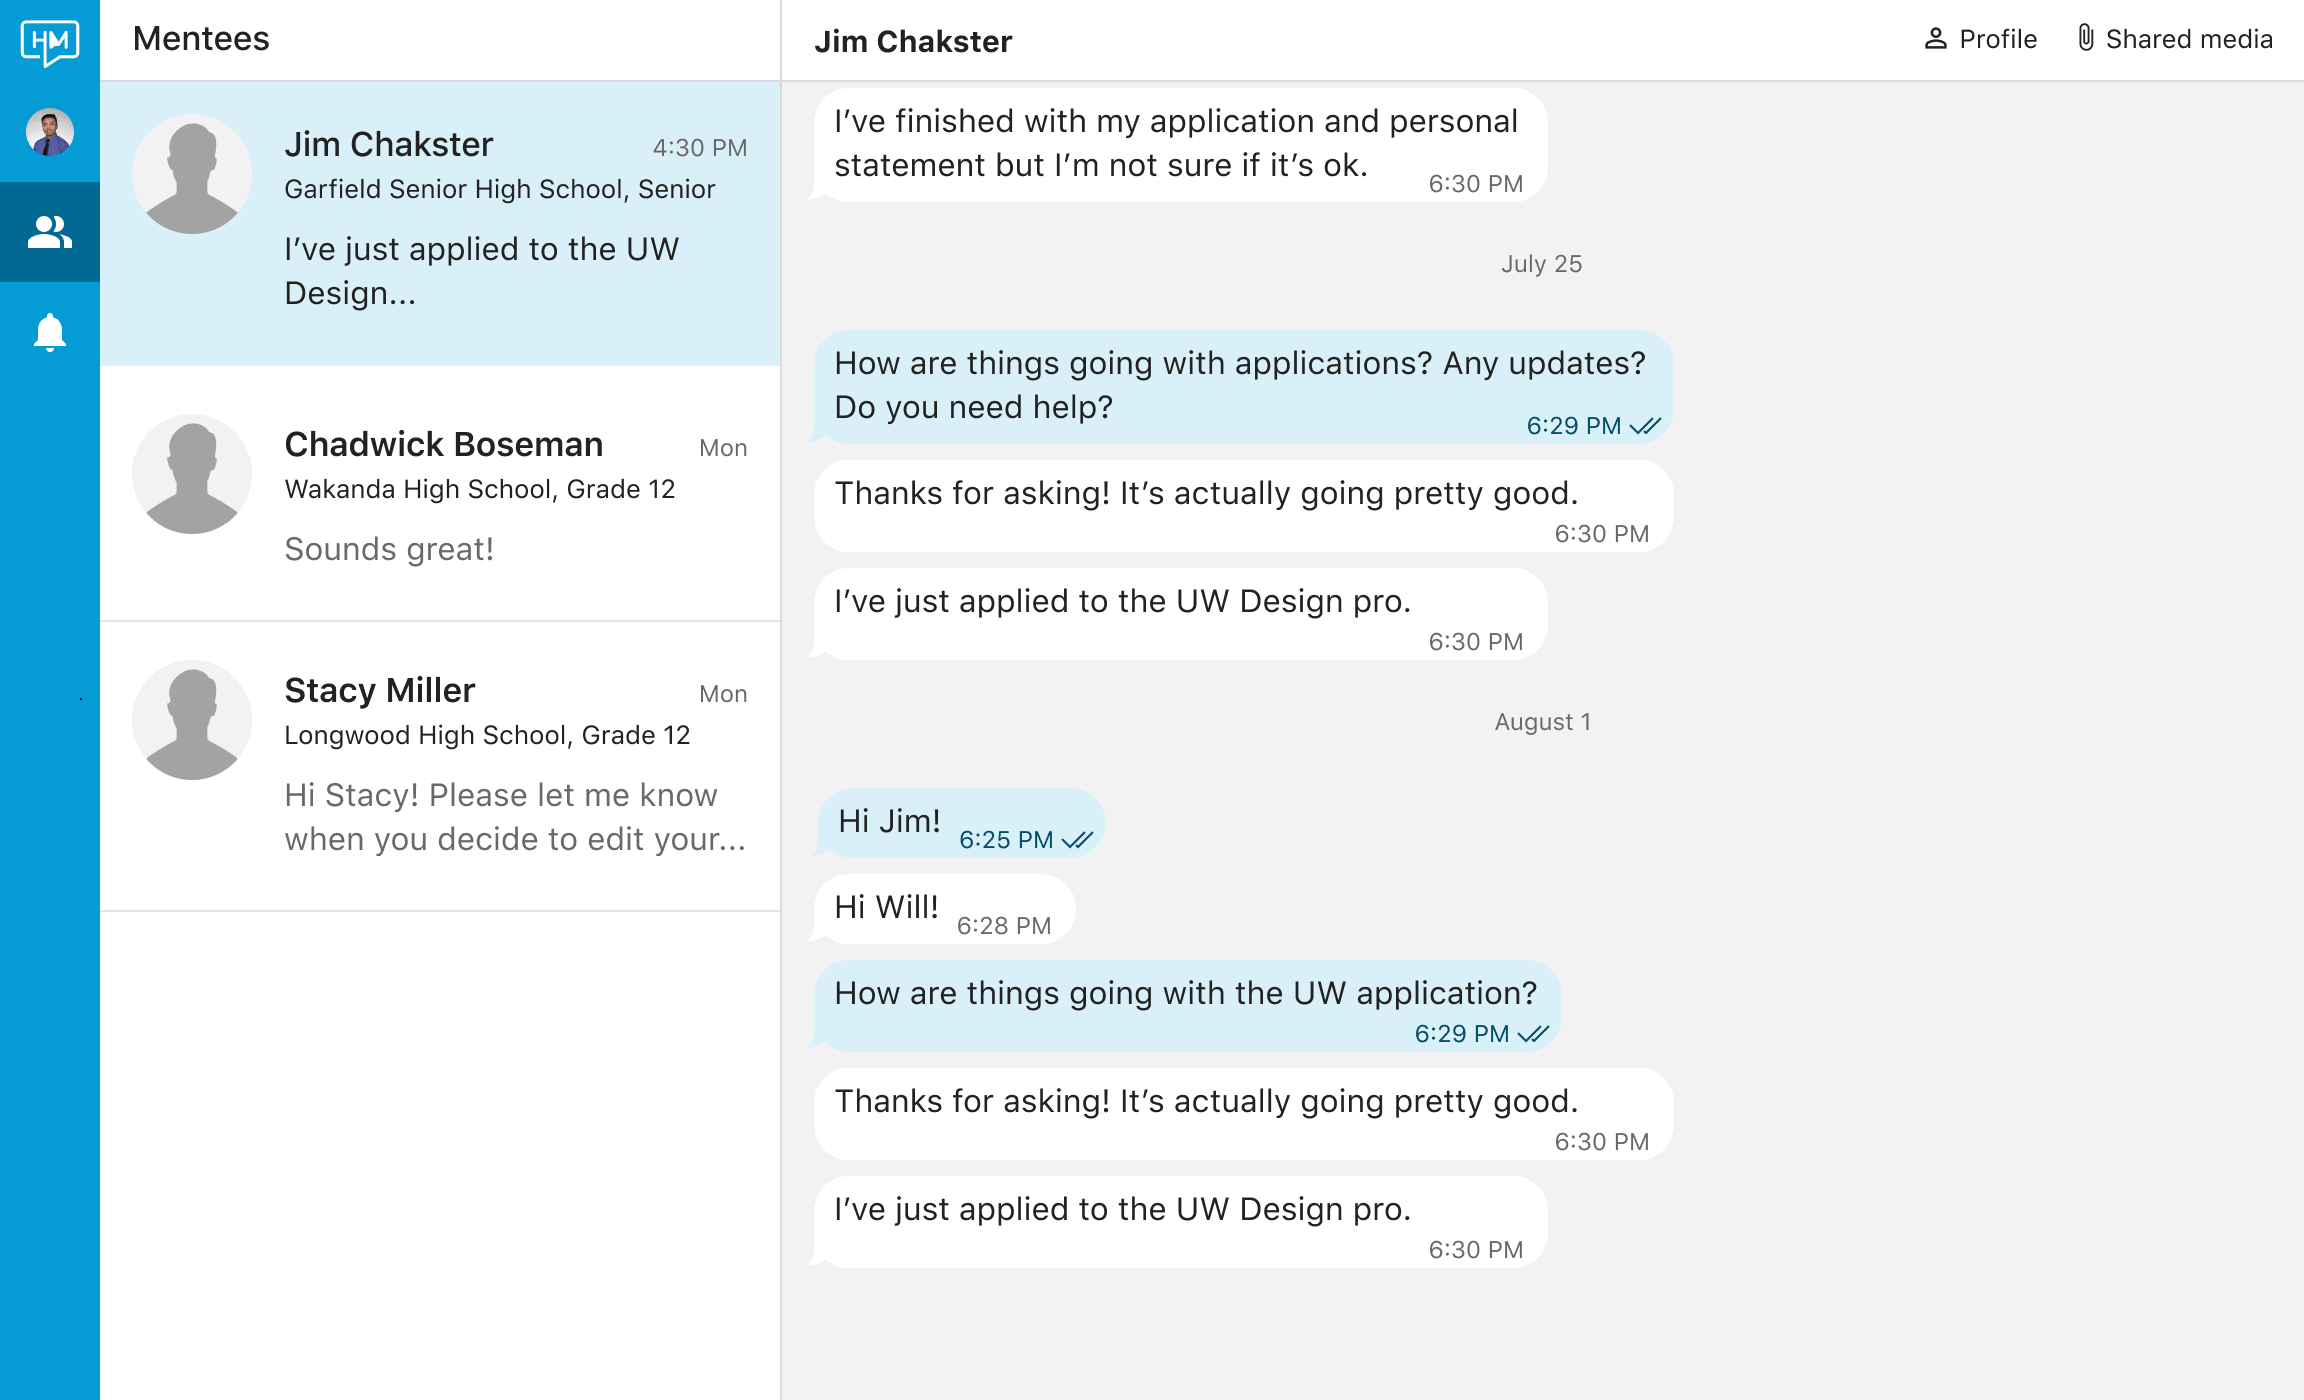 HM
Mentees
Jim Chakster
4:30 PM
Garfield Senior High School, Senior
I’ve just applied to the UW
Design...
Chadwick Boseman
Mon
Wakanda High School, Grade 12
Sounds great!
Stacy Miller
Mon
Longwood High School, Grade 12
Hi Stacy! Please let me know
when you decide to edit your...
Jim Chakster
Profile
Shared media
I’ve finished with my application and personal
statement but I’m not sure if it’s ok.
6:30 PM
July 25
How are things going with applications? Any updates?
Do you need help?
6:29 PM
Thanks for asking! It’s actually going pretty good.
6:30 PM
I’ve just applied to the UW Design pro.
6:30 PM
August 1
Hi Jim!
6:25 PM
Hi Will!
6:28 PM
How are things going with the UW application?
6:29 PM
Thanks for asking! It’s actually going pretty good.
6:30 PM
I’ve just applied to the UW Design pro.
6:30 PM